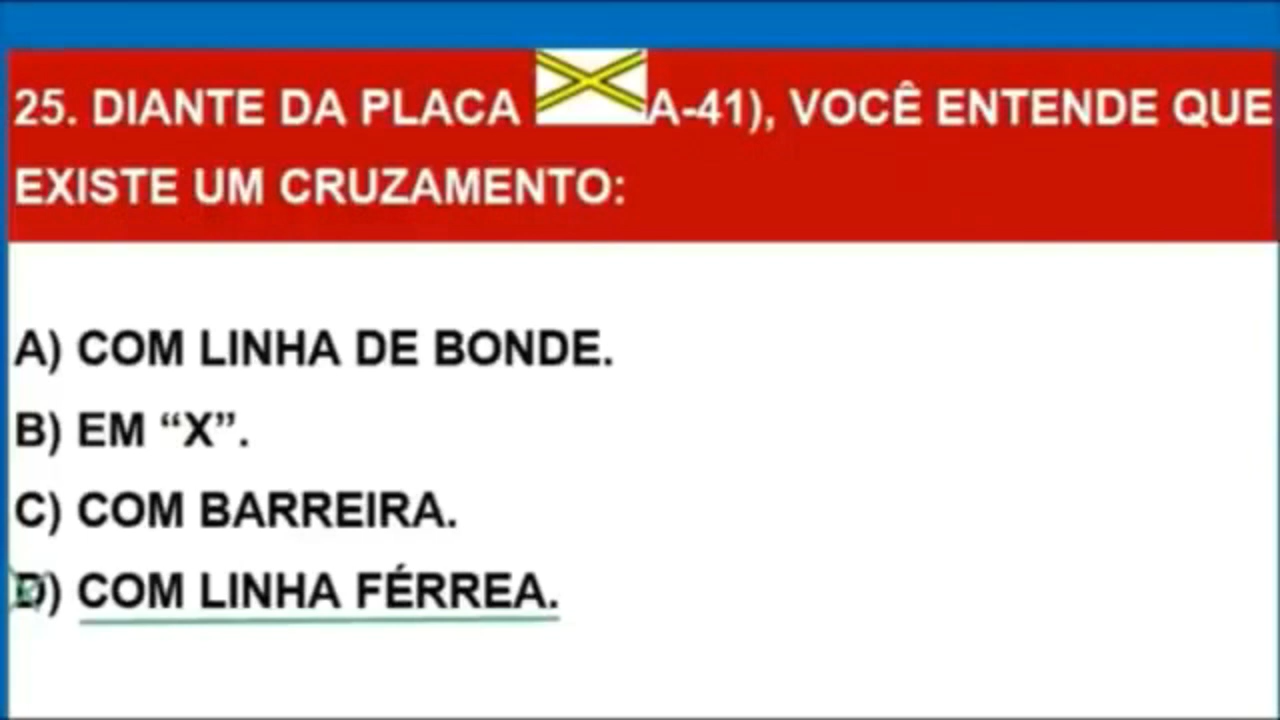 25. DIANTE DA PLACA A-41), VOCÊ ENTENDE QUE
EXISTE UM CRUZAMENTO:
A) COM LINHA DE BONDE.
B) EM “X”.
C) COM BARREIRA.
D) COM LINHA FÉRREA.